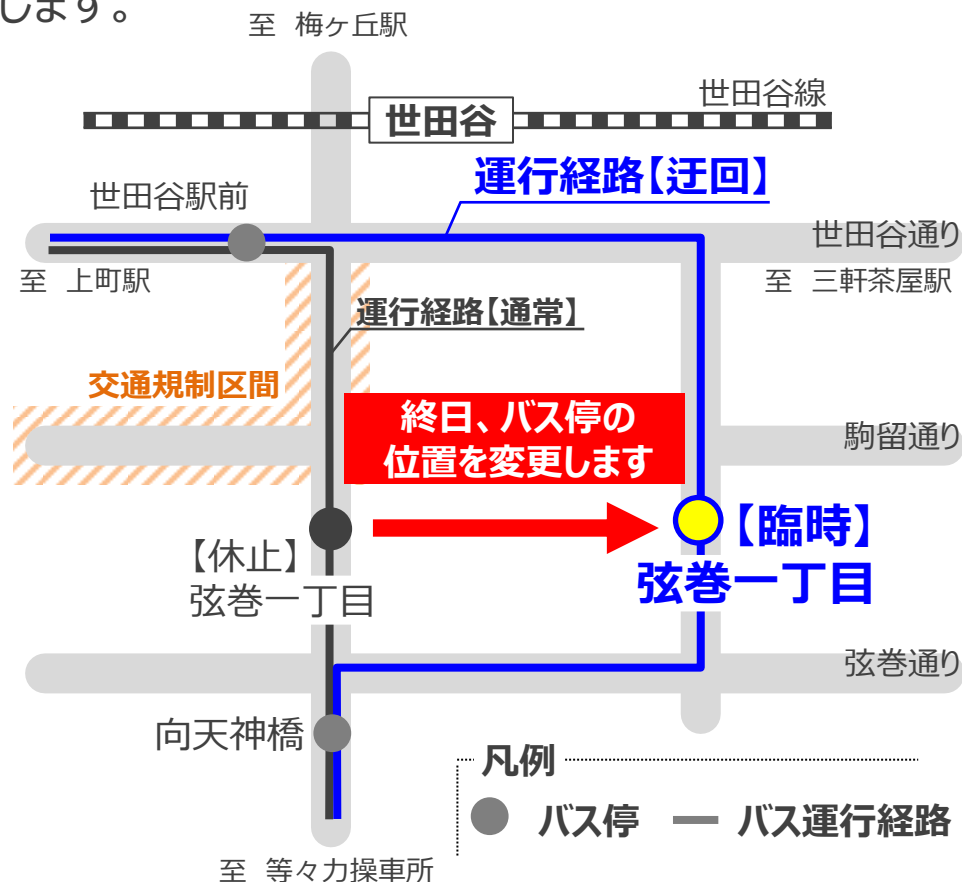 します。
至 梅ヶ丘駅
世田谷線
世田谷
運行経路【迂回】
世田谷駅前
世田谷通り
至 上町駅
至 三軒茶屋駅
運行経路【通常】
交通規制区間
終日、バス停の
位置を変更します
駒留通り
【臨時】
弦巻一丁目
【休止】
弦巻一丁目
弦巻通り
向天神橋
凡例
バス停
バス運行経路
至 等々力操車所